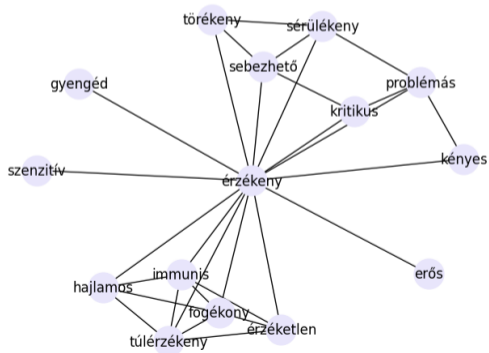 törékeny
sérülékeny
sebezhető
gyengéd
problémás
kritikus
kényes
szenzitív
érzékeny
immunis
erős
hajlamos
fogékony
érzéketlen
túlérzékeny